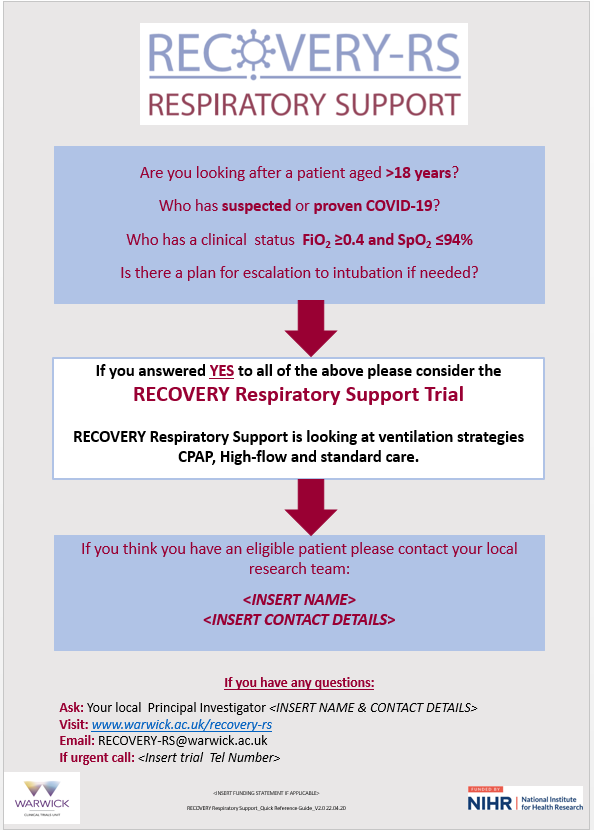 RECOVERY-RS
RESPIRATORY SUPPORT
Are you looking after a patient aged >18 years?
Who has suspected or proven COVID-19?
Who has a clinical status FiO₂ ≥0.4 and SpO₂ ≤94%
Is there a plan for escalation to intubation if needed?
If you answered YES to all of the above please consider the
RECOVERY Respiratory Support Trial
RECOVERY Respiratory Support is looking at ventilation strategies
CPAP, High-flow and standard care.
If you think you have an eligible patient please contact your local
research team:
<INSERT NAME>
<INSERT CONTACT DETAILS>
If you have any questions:
Ask: Your local Principal Investigator <INSERT NAME & CONTACT DETAILS>
Visit: www.warwick.ac.uk/recovery-rs
Email: RECOVERY-RS@warwick.ac.uk
If urgent call: <Insert trial Tel Number>
WARWICK
CLINICAL TRIALS UNIT
<INSERT FUNDING STATEMENT IF APPLICABLE>
RECOVERY Respiratory Support_Quick Reference Guide_V2.0 22.04.20
FUNDED BY
NIHR | National Institute
for Health Research